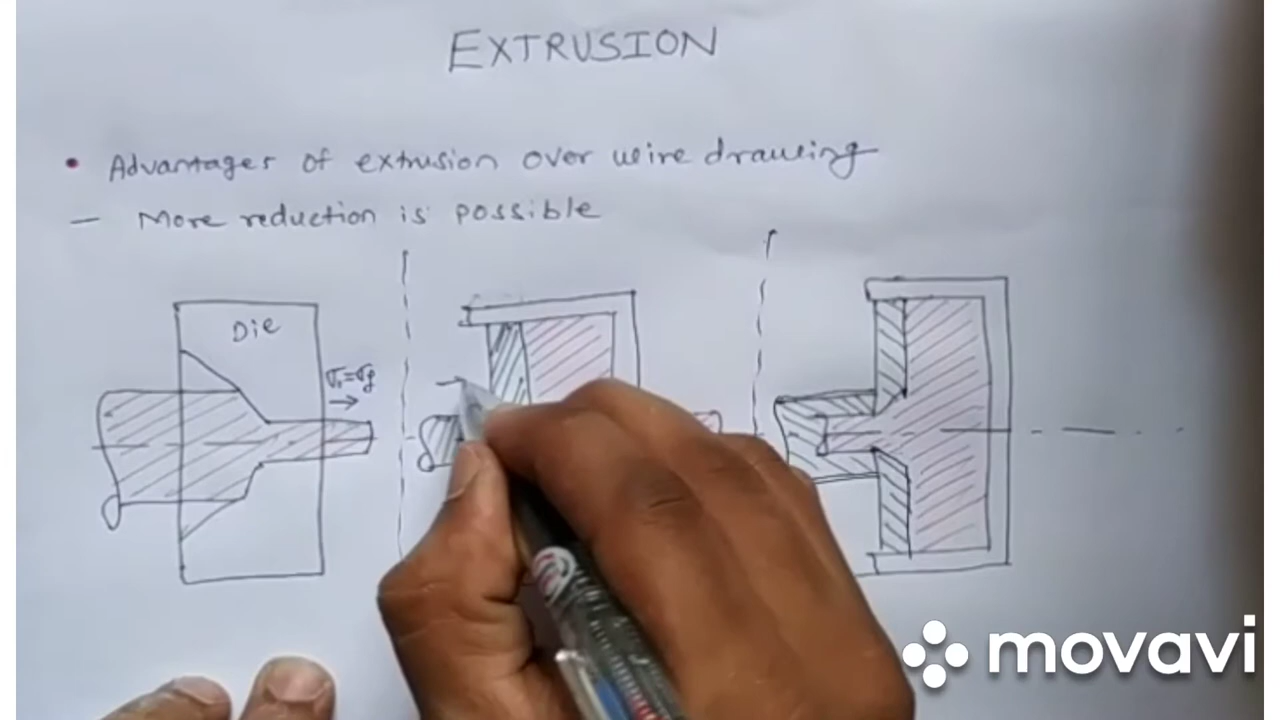 EXTRUSION
• Advantages of extrusion over wire drawing
— More reduction is possible
Die
σ₁=σf
movavi